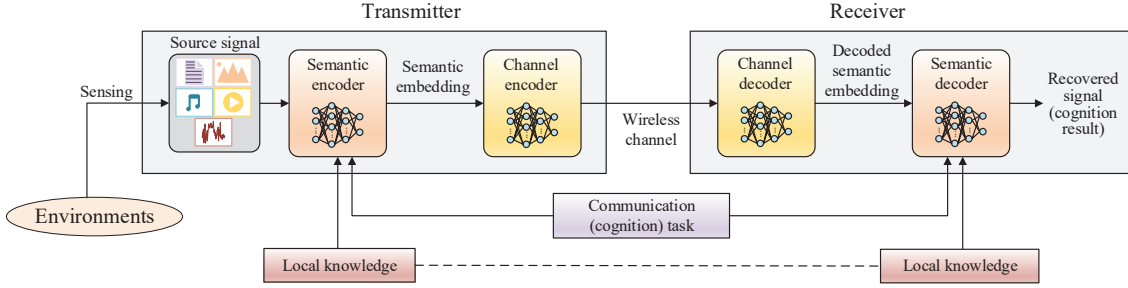 Transmitter
Receiver
Source signal
Sensing
Semantic
encoder
Semantic
embedding
Channel
encoder
Wireless
channel
Channel
decoder
Decoded
semantic
embedding
Semantic
decoder
Recovered
signal
(cognition
result)
Environments
Communication
(cognition) task
Local knowledge
Local knowledge